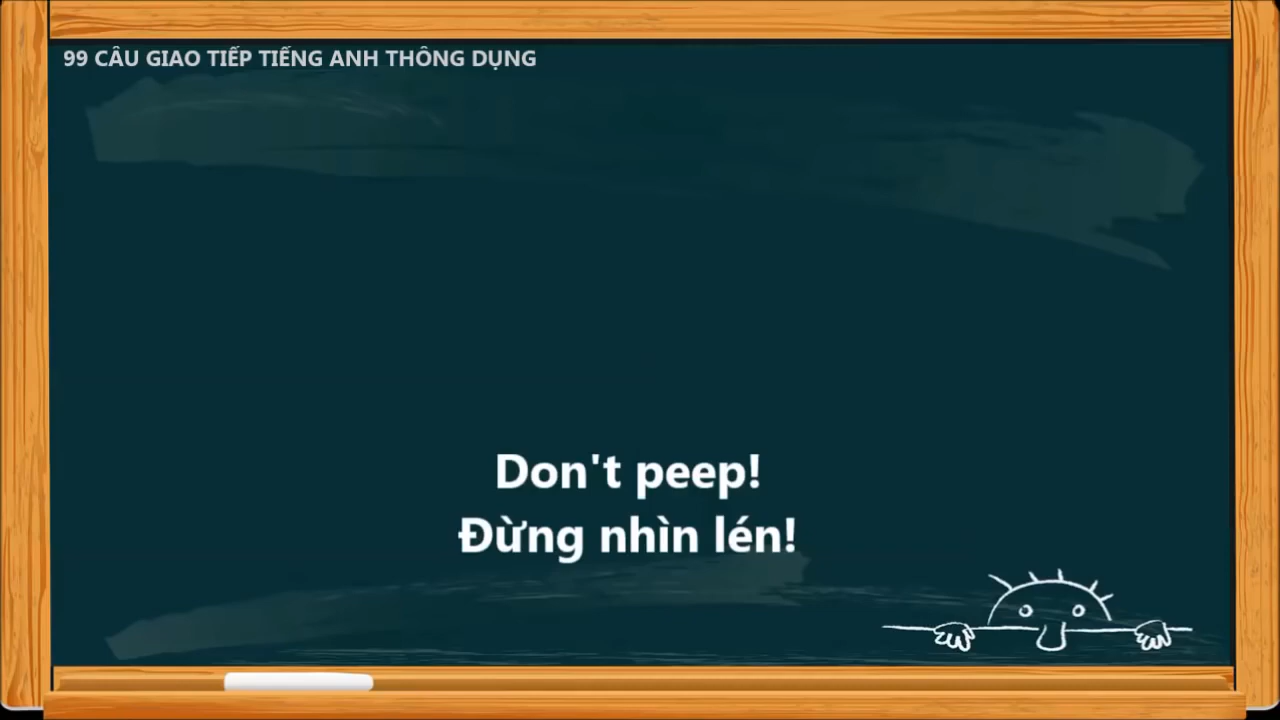 99 CÂU GIAO TIẾP TIẾNG ANH THÔNG DỤNG
Don't peep!
Đừng nhìn lén!